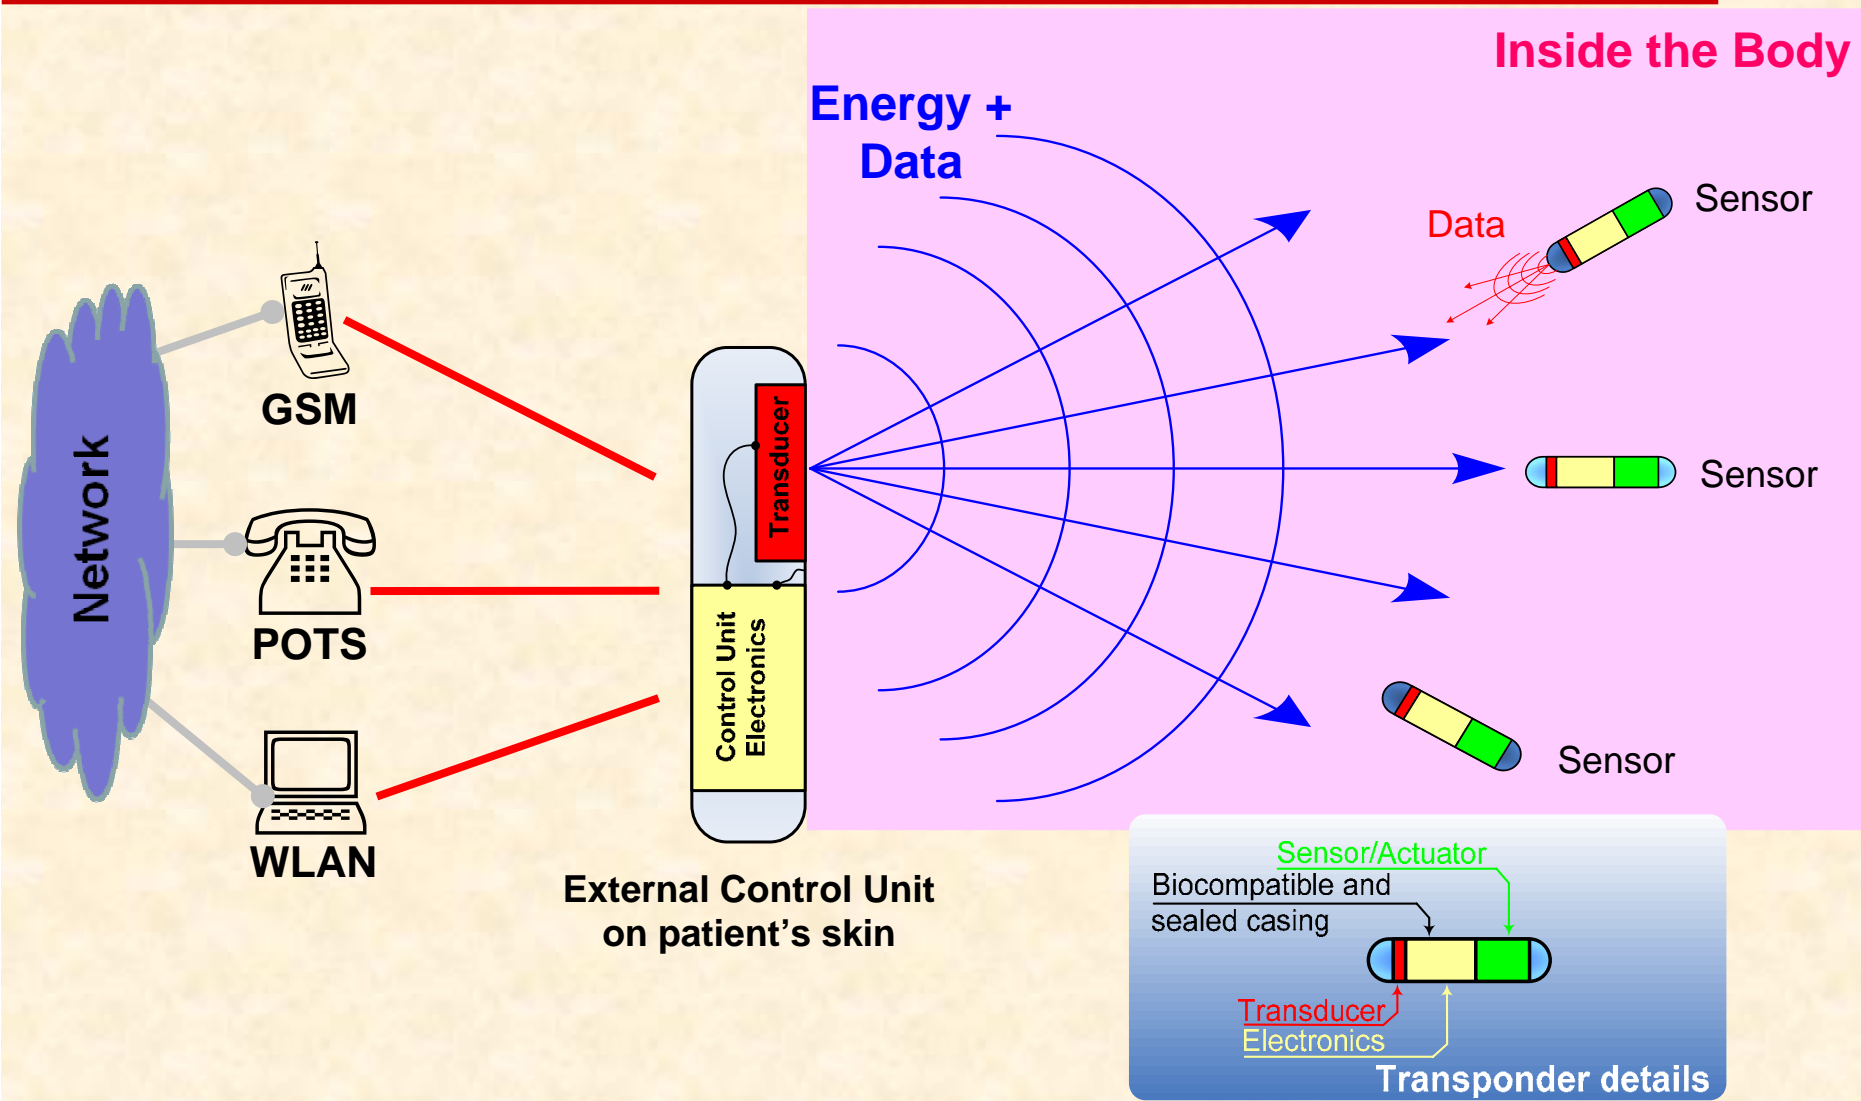 Inside the Body
Energy +
Data
Sensor
Data
GSM
Network
Transducer
Sensor
POTS
Control Unit
Electronics
Sensor
WLAN
External Control Unit
on patient’s skin
Sensor/Actuator
Biocompatible and
sealed casing
Transducer
Electronics
Transponder details